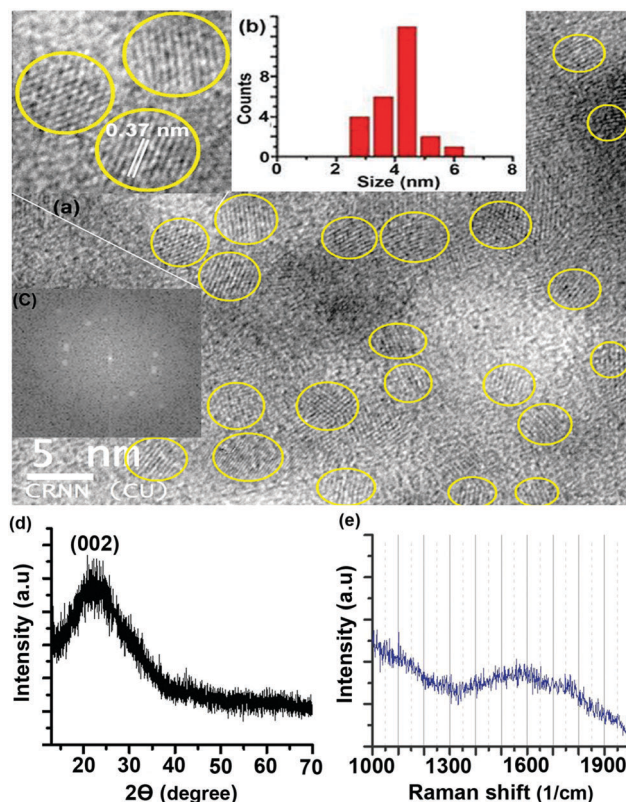 (b)
12
8
4
0
Counts
0 2 4 6 8
Size (nm)
0.37 nm
(a)
(C)
5 nm
CRNN (CU)
(d)
(002)
Intensity (a.u)
20 30 40 50 60 70
2Θ (degree)
(e)
Intensity (a.u)
1000 1300 1600 1900
Raman shift (1/cm)